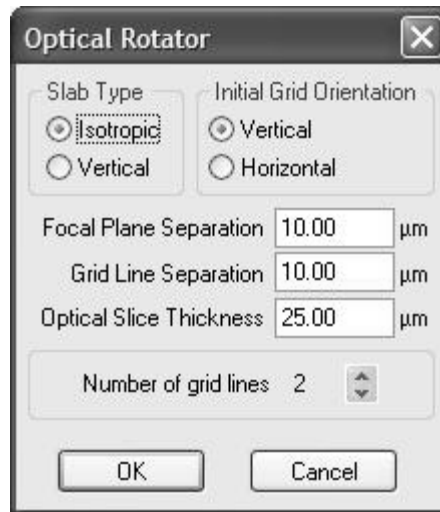 Optical Rotator
Slab Type
Isotropic
Vertical
Initial Grid Orientation
Vertical
Horizontal
Focal Plane Separation 10.00 µm
Grid Line Separation 10.00 µm
Optical Slice Thickness 25.00 µm
Number of grid lines 2
OK Cancel